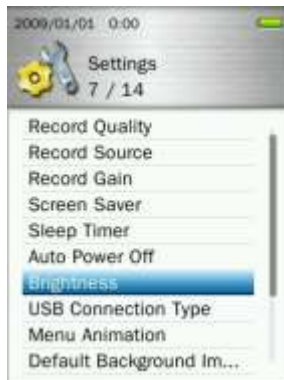 2009/01/01 0:00
Settings
7 / 14
Record Quality
Record Source
Record Gain
Screen Saver
Sleep Timer
Auto Power Off
Brightness
USB Connection Type
Menu Animation
Default Background Im...